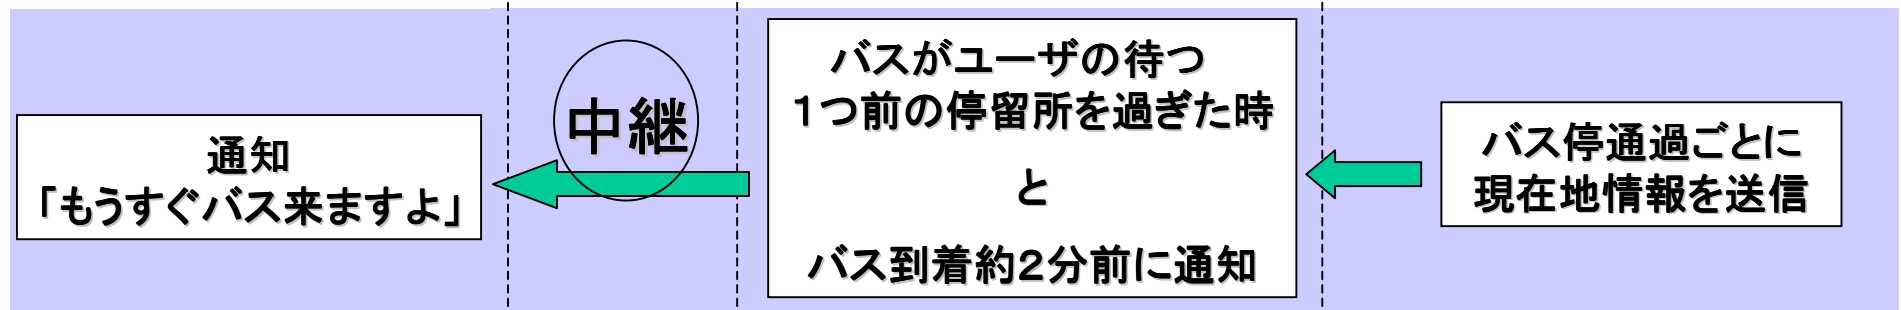 通知
「もうすぐバス来ますよ」
中継
バスがユーザの待つ
１つ前の停留所を過ぎた時
と
バス到着約２分前に通知
バス停通過ごとに
現在地情報を送信